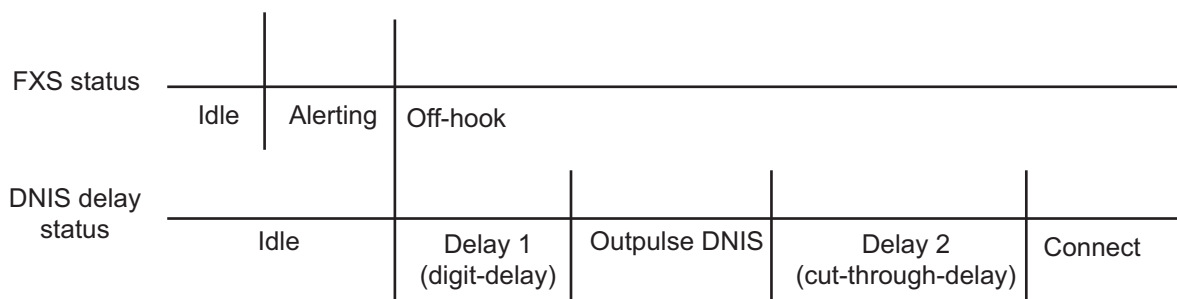 FXS status
Idle
Alerting
Off-hook
DNIS delay
status
Idle
Delay 1
(digit-delay)
Outpulse DNIS
Delay 2
(cut-through-delay)
Connect